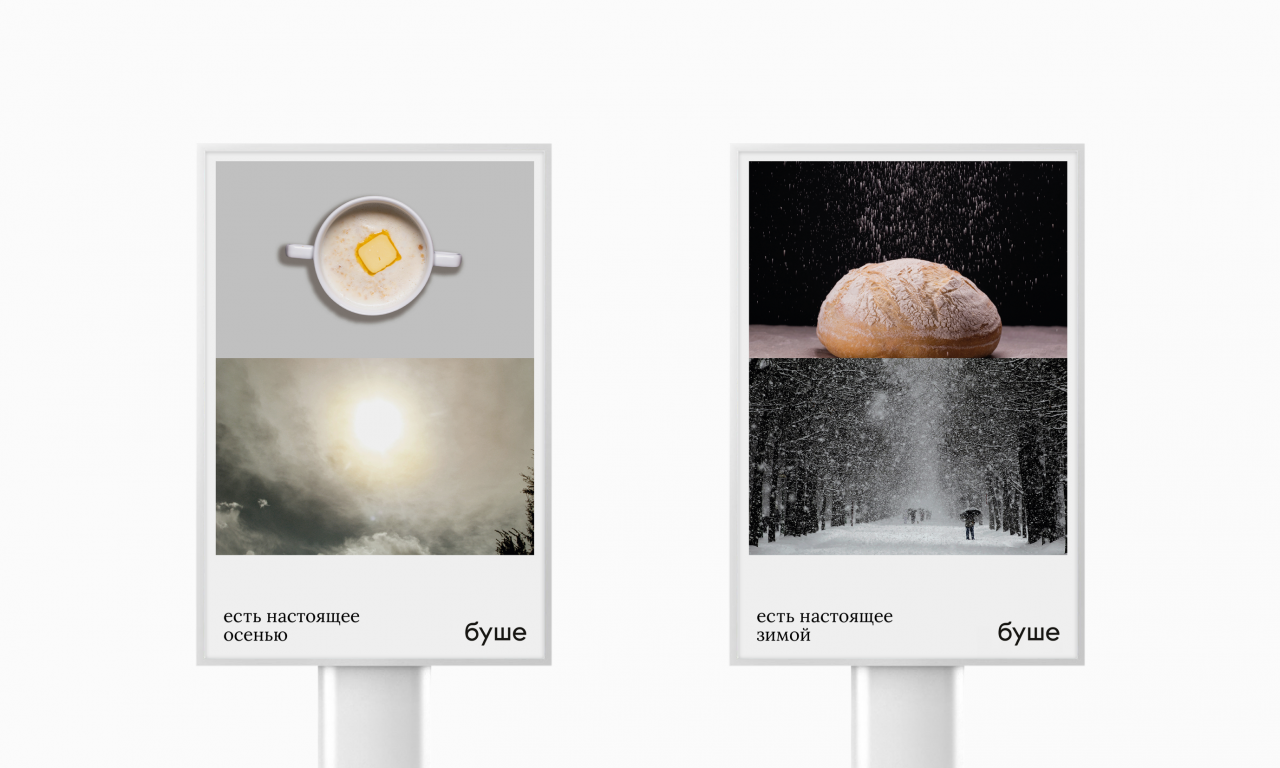 есть настоящее
осенью
буше
есть настоящее
зимой
буше